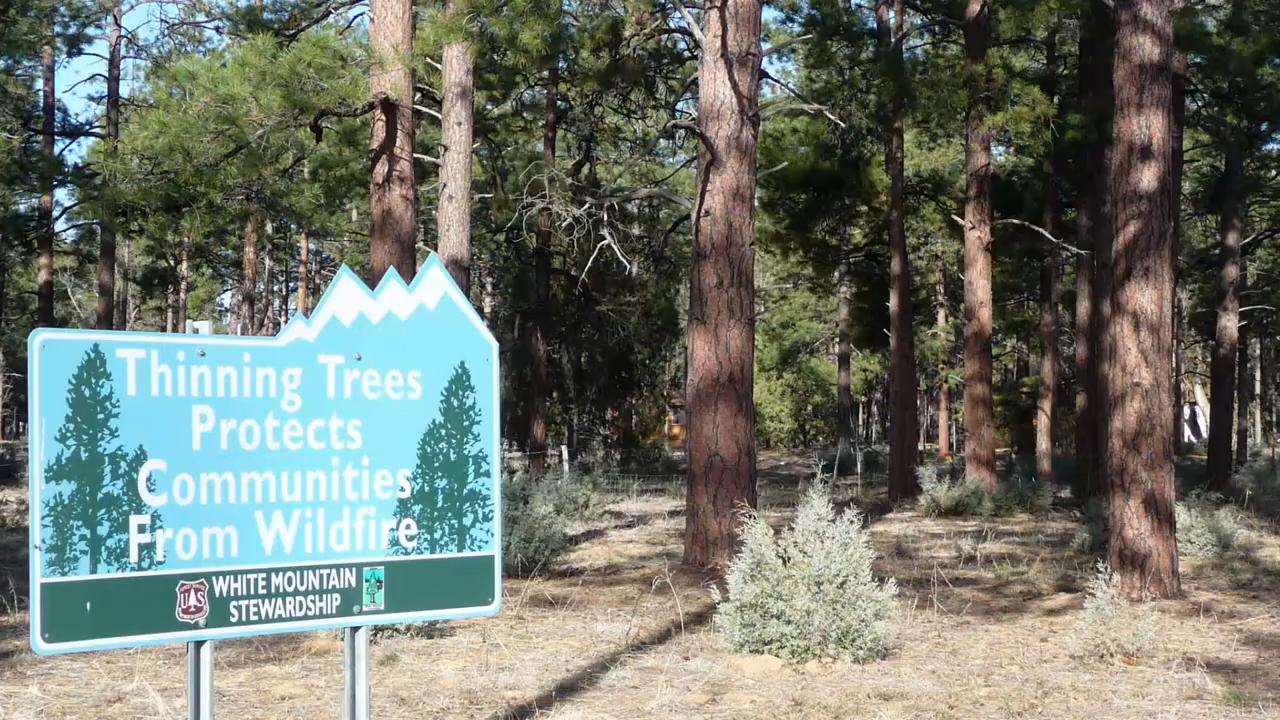 Thinning Trees
Protects
Communities
From Wildfire
WHITE MOUNTAIN
STEWARDSHIP